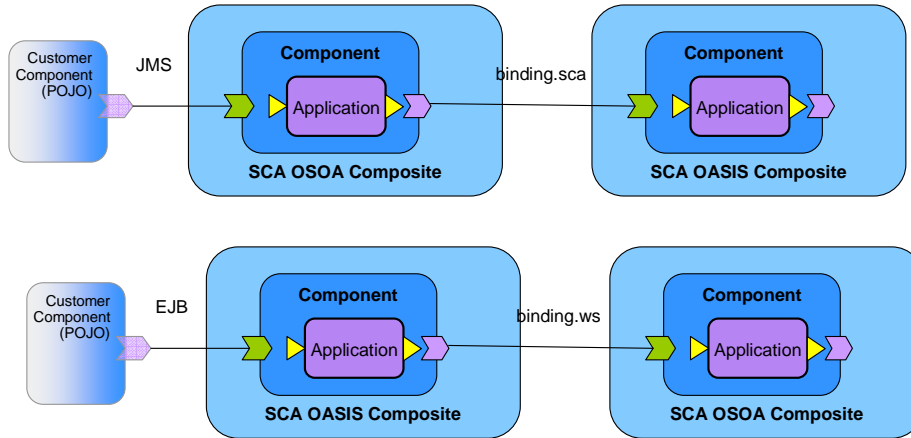 Customer
Component
(POJO)
JMS
Component
Application
SCA OSOA Composite
binding.sca
Component
Application
SCA OASIS Composite
Customer
Component
(POJO)
EJB
Component
Application
SCA OASIS Composite
binding.ws
Component
Application
SCA OSOA Composite